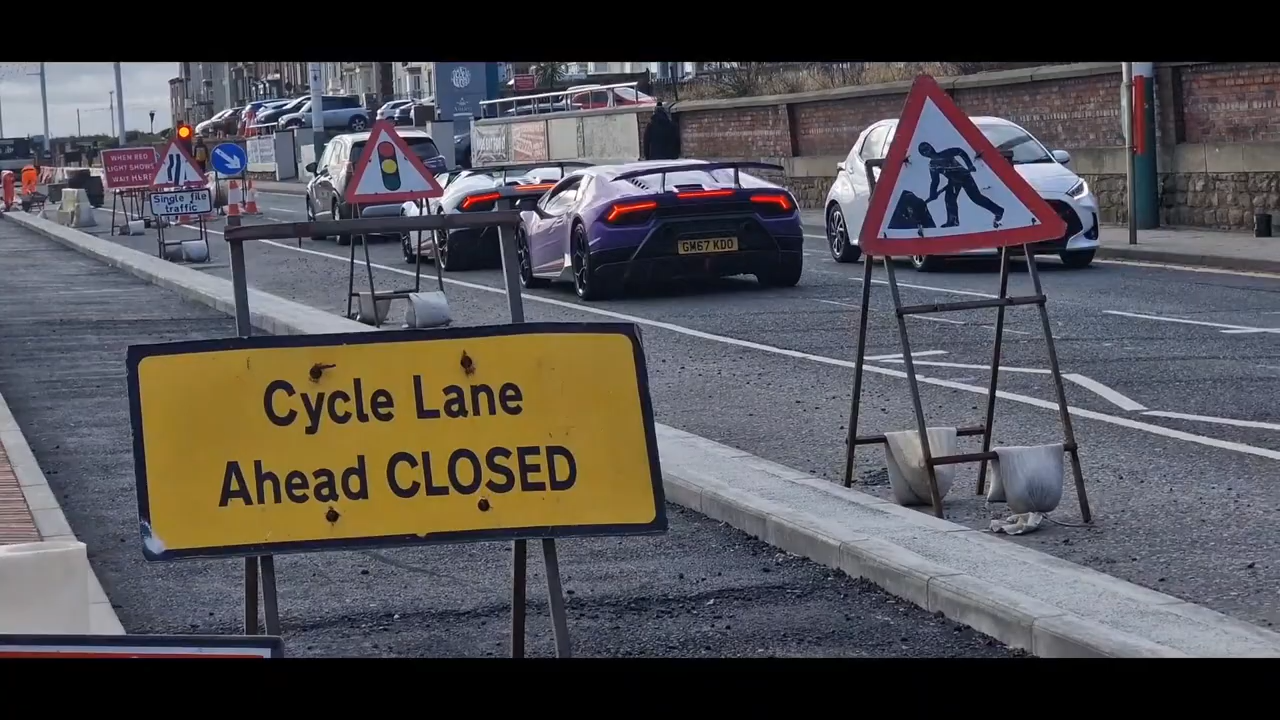 WHEN RED
LIGHT SHOWS
WAIT HERE
Single file
traffic
GM67 KDO
Cycle Lane
Ahead CLOSED